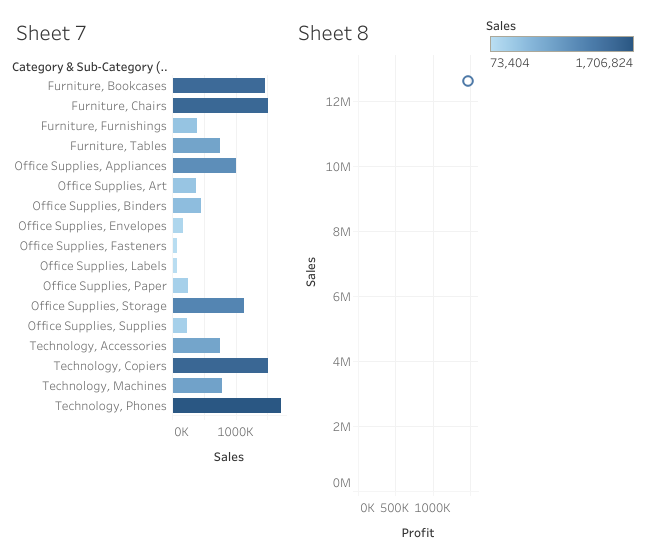 Sheet 7
Category & Sub-Category (..
Furniture, Bookcases
Furniture, Chairs
Furniture, Furnishings
Furniture, Tables
Office Supplies, Appliances
Office Supplies, Art
Office Supplies, Binders
Office Supplies, Envelopes
Office Supplies, Fasteners
Office Supplies, Labels
Office Supplies, Paper
Office Supplies, Storage
Office Supplies, Supplies
Technology, Accessories
Technology, Copiers
Technology, Machines
Technology, Phones
0K 1000K
Sales
Sheet 8
12M
10M
8M
6M
4M
2M
0M
Sales
0K 500K 1000K
Profit
Sales
73,404 1,706,824